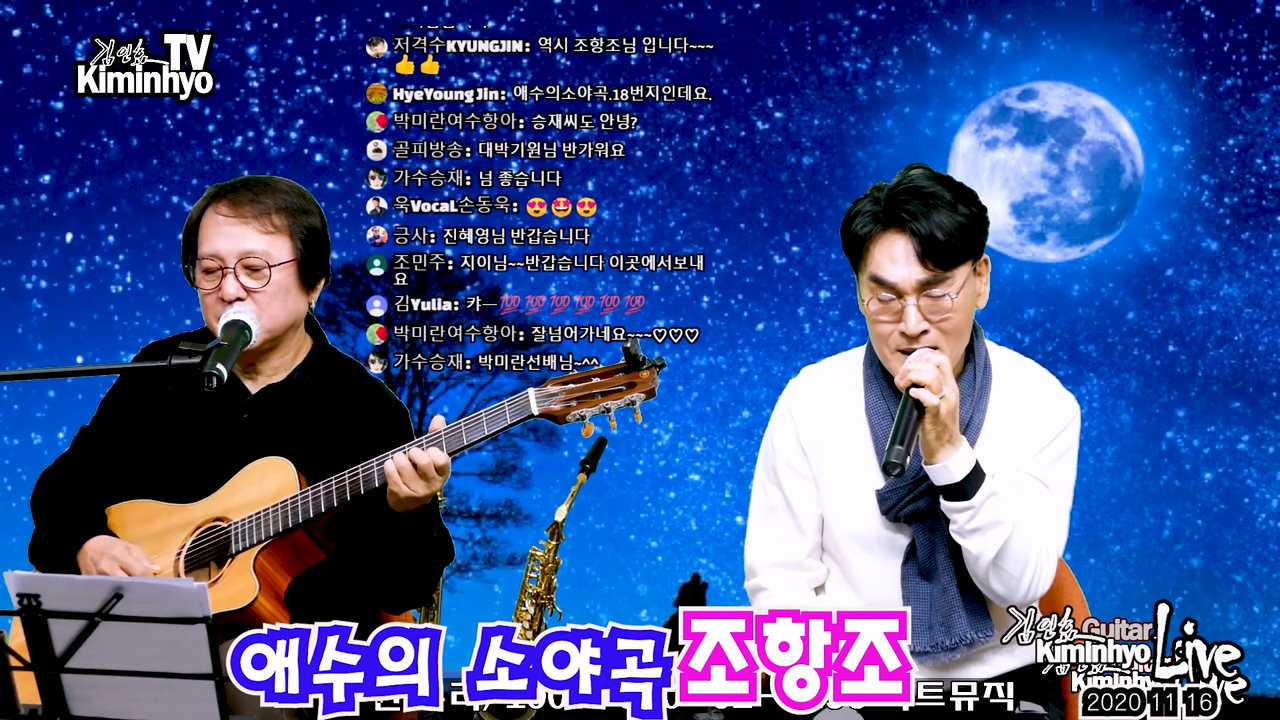 김인효 TV
Kiminhyo
저격수KYUNGJIN: 역시 조항조님 입니다~~~
👍👍
HyeYoung Jin: 애수의소야곡.18번지인데요.
박미란여수항아: 승재씨도 안녕?
골피방송: 대박기원님 반가워요
가수승재: 넘 좋습니다
욱VocaL손동욱: 😍🤩😍
긍사: 진혜영님 반갑습니다
조민주: 지이님~~반갑습니다 이곳에서보내
요
김Yulia: 캬—💯💯💯💯💯💯
박미란여수항아: 잘넘어가네요~~~♡♡♡
가수승재: 박미란선배님~^^
애수의 소야곡 조항조
트뮤직
김인효 Guitar
Kiminhyo Live
2020 11 16